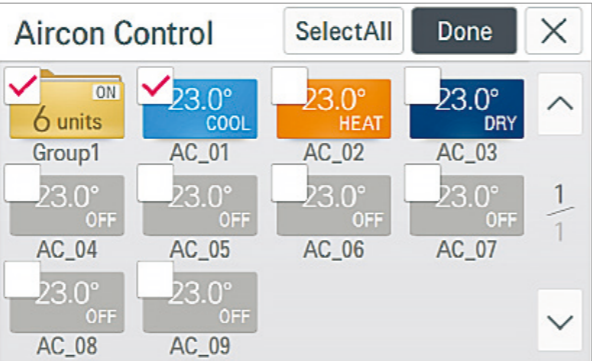 Aircon Control
SelectAll
Done
ON
6 units
Group1
23.0°
COOL
AC_01
23.0°
HEAT
AC_02
23.0°
DRY
AC_03
23.0°
OFF
AC_04
23.0°
OFF
AC_05
23.0°
OFF
AC_06
23.0°
OFF
AC_07
1
1
23.0°
OFF
AC_08
23.0°
OFF
AC_09